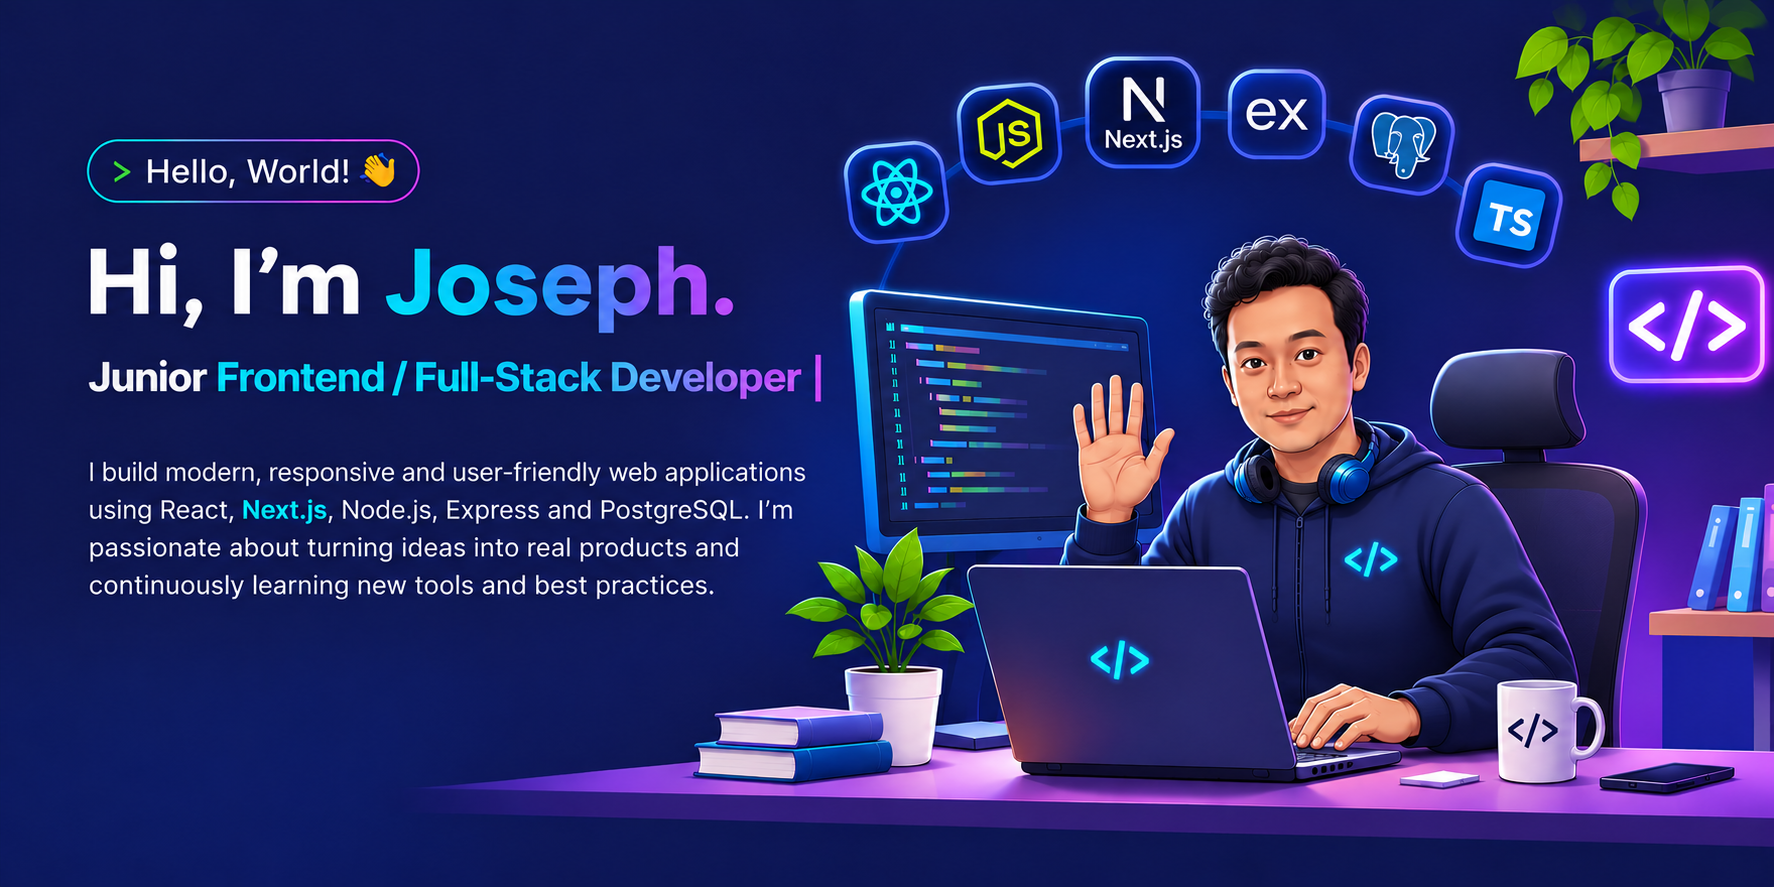 > Hello, World! 👋
Hi, I'm Joseph.
Junior Frontend / Full-Stack Developer |
I build modern, responsive and user-friendly web applications
using React, Next.js, Node.js, Express and PostgreSQL. I'm
passionate about turning ideas into real products and
continuously learning new tools and best practices.
JS
N
Next.js
ex
TS
</>
</>
</>
</>